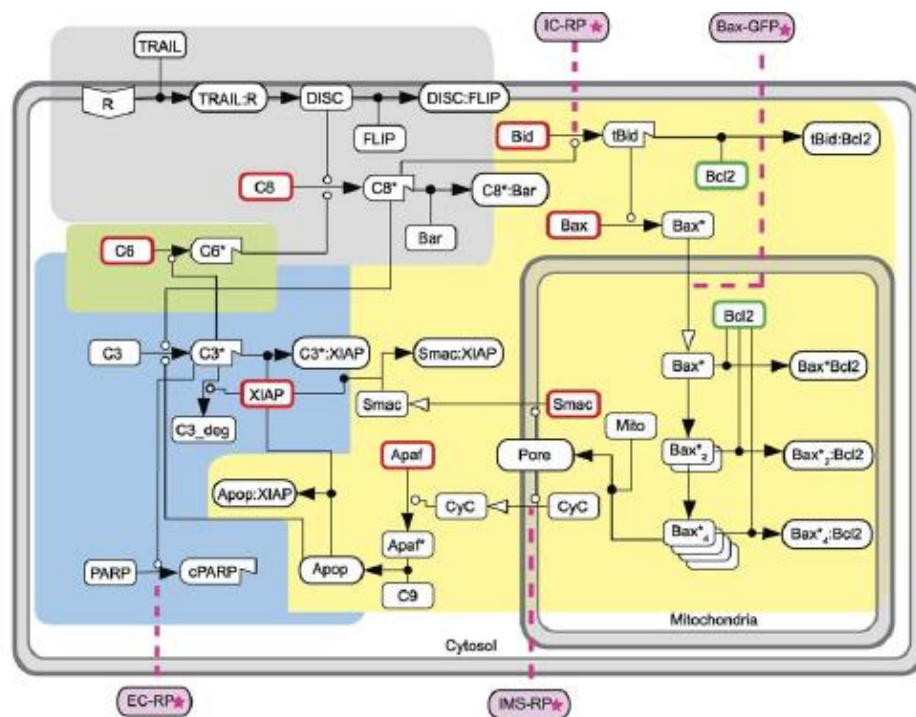 IC-RP★ Bax-GFP★
TRAIL
R TRAIL:R DISC DISC:FLIP
FLIP Bid tBid tBid:Bcl2
Bcl2
C8 C8* C8*:Bar
Bar Bax Bax*
C6 C6*
Bcl2
C3 C3* C3*:XIAP Smac:XIAP Bax* Bax*Bcl2
XIAP Smac Smac
C3_deg Mito
Apaf Pore Bax*2 Bax*2:Bcl2
Apop:XIAP CyC CyC
Apaf* Bax*4 Bax*4:Bcl2
PARP cPARP Apop
C9
Mitochondria
Cytosol
EC-RP★ IMS-RP★